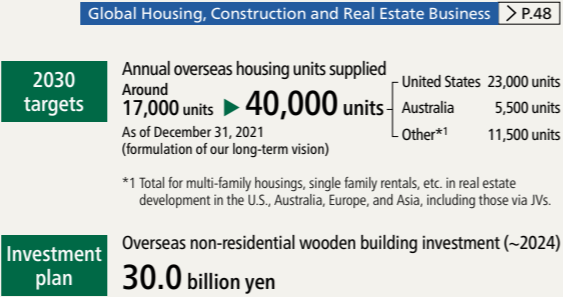 Global Housing, Construction and Real Estate Business > P.48
2030
targets
Annual overseas housing units supplied
Around
17,000 units ▶ 40,000 units
United States 23,000 units
Australia 5,500 units
Other*1 11,500 units
As of December 31, 2021
(formulation of our long-term vision)
*1 Total for multi-family housings, single family rentals, etc. in real estate
development in the U.S., Australia, Europe, and Asia, including those via JVs.
Investment
plan
Overseas non-residential wooden building investment (~2024)
30.0 billion yen